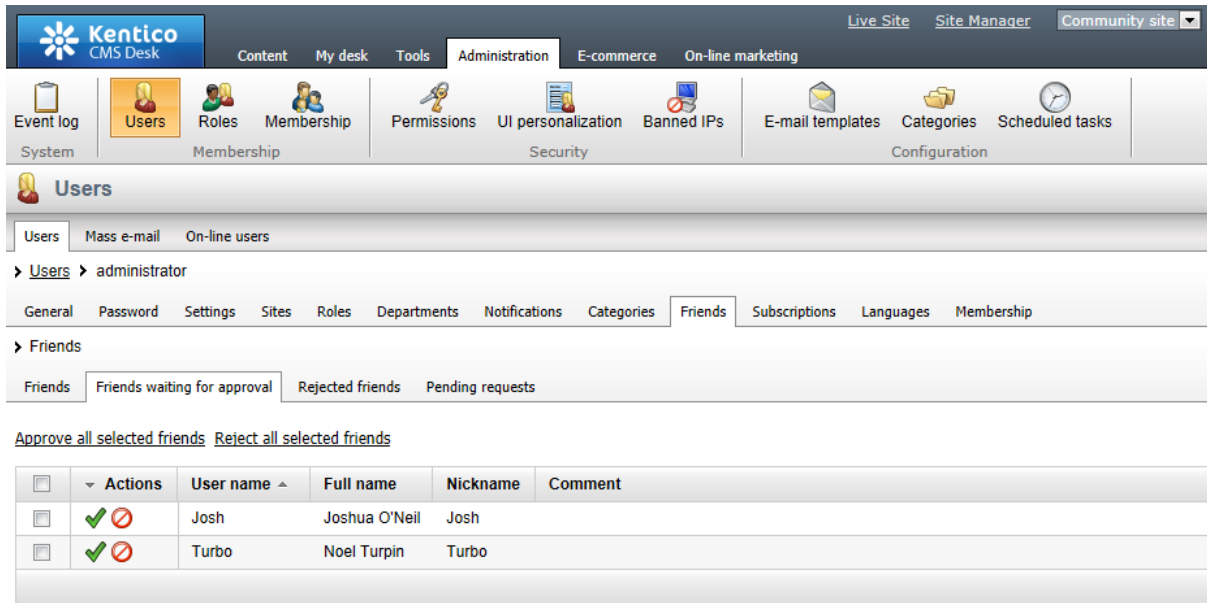 Live Site Site Manager Community site
Kentico
CMS Desk
Content My desk Tools Administration E-commerce On-line marketing
Event log Users Roles Membership Permissions UI personalization Banned IPs E-mail templates Categories Scheduled tasks
System Membership Security Configuration
Users
Users Mass e-mail On-line users
Users administrator
General Password Settings Sites Roles Departments Notifications Categories Friends Subscriptions Languages Membership
Friends
Friends Friends waiting for approval Rejected friends Pending requests
Approve all selected friends Reject all selected friends
Actions User name Full name Nickname Comment
Josh Joshua O'Neil Josh
Turbo Noel Turpin Turbo